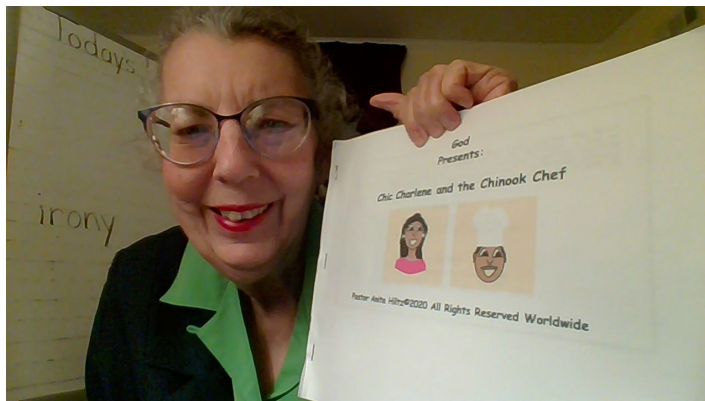 Todays
irony
God
Presents:
Chic Charlene and the Chinook Chef
Pastor Anita Hiltz©2020 All Rights Reserved Worldwide